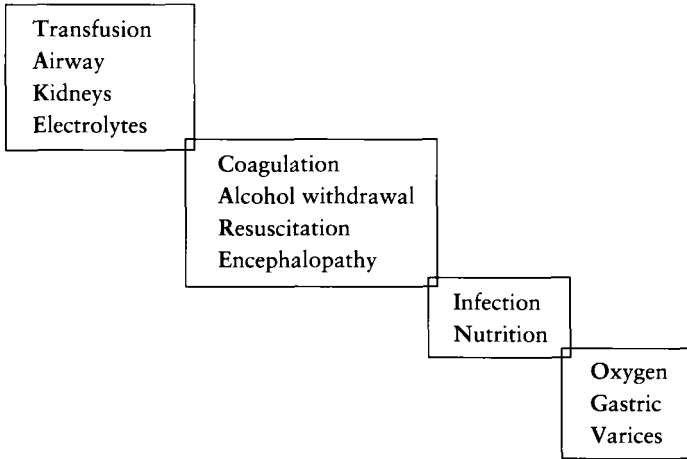 Transfusion
Airway
Kidneys
Electrolytes
Coagulation
Alcohol withdrawal
Resuscitation
Encephalopathy
Infection
Nutrition
Oxygen
Gastric
Varices